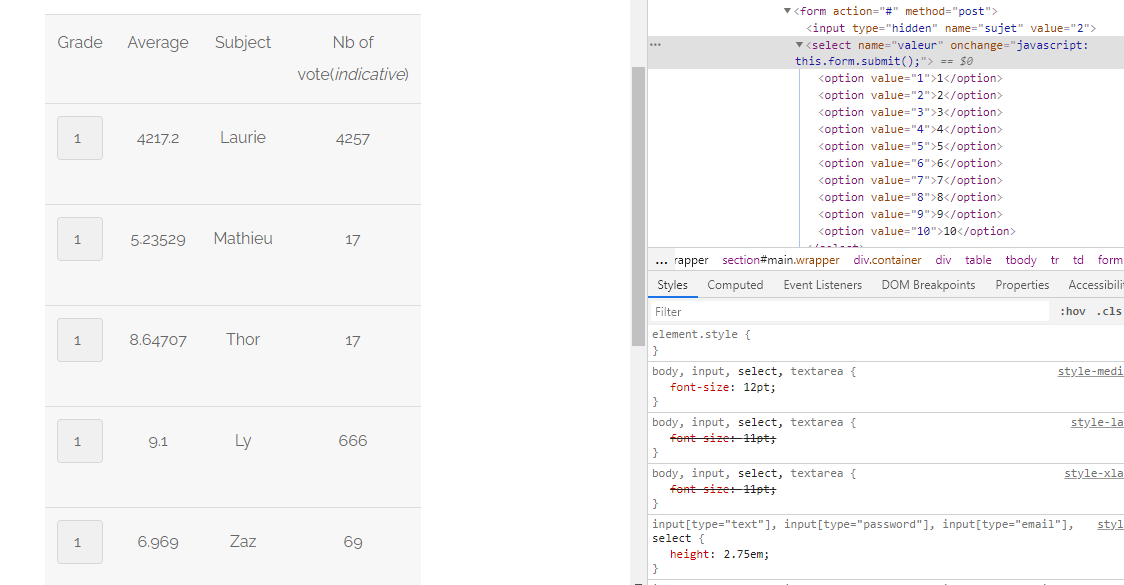 Grade Average Subject Nb of
vote(indicative)
1 4217.2 Laurie 4257
1 5.23529 Mathieu 17
1 8.64707 Thor 17
1 9.1 Ly 666
1 6.969 Zaz 69
▼<form action="#" method="post">
<input type="hidden" name="sujet" value="2">
… ▼<select name="valeur" onchange="javascript:
this.form.submit();"> == $0
<option value="1">1</option>
<option value="2">2</option>
<option value="3">3</option>
<option value="4">4</option>
<option value="5">5</option>
<option value="6">6</option>
<option value="7">7</option>
<option value="8">8</option>
<option value="9">9</option>
<option value="10">10</option>
</select>
… rapper section#main.wrapper div.container div table tbody tr td form
Styles Computed Event Listeners DOM Breakpoints Properties Accessibili
Filter :hov .cls
element.style {
}
body, input, select, textarea { style-medi
font-size: 12pt;
}
body, input, select, textarea { style-la
font-size: 11pt;
}
body, input, select, textarea { style-xla
font-size: 11pt;
}
input[type="text"], input[type="password"], input[type="email"], styl
select {
height: 2.75em;
}